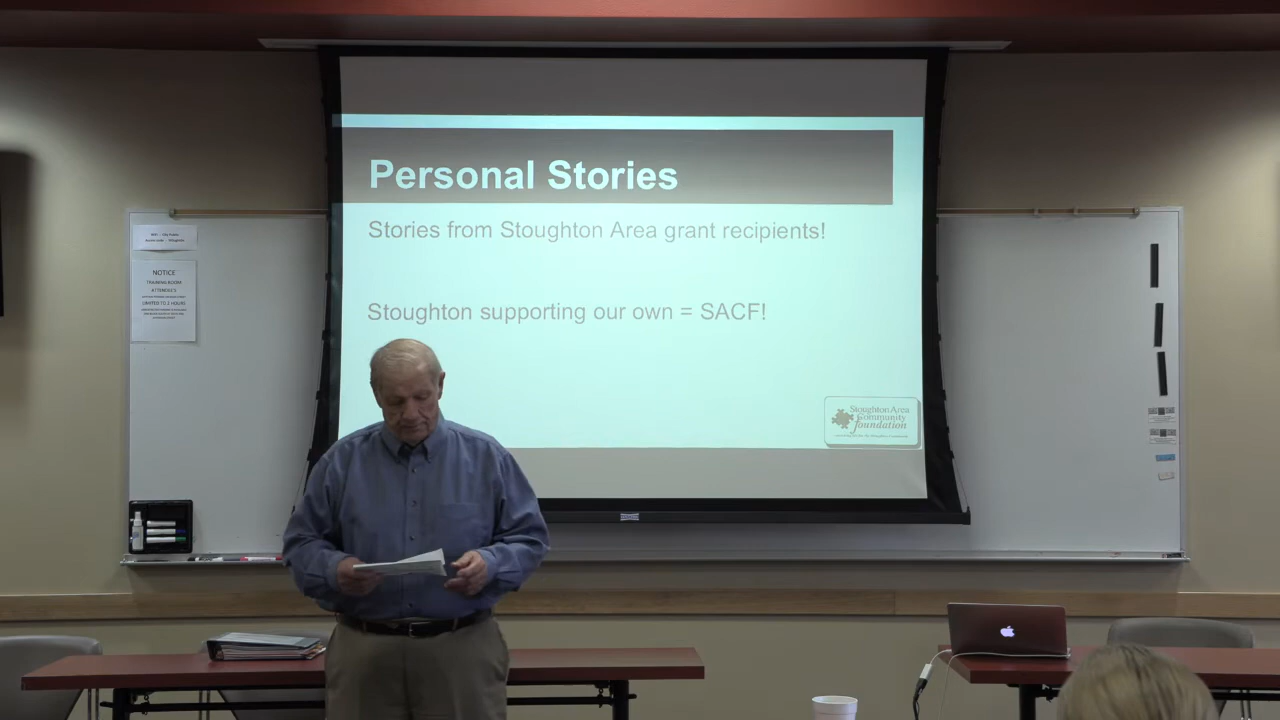 Personal Stories
Stories from Stoughton Area grant recipients!
Stoughton supporting our own = SACF!
Stoughton Area
Community
foundation
NOTICE
TRAINING ROOM
ATTENDEE'S
LIMITED TO 2 HOURS